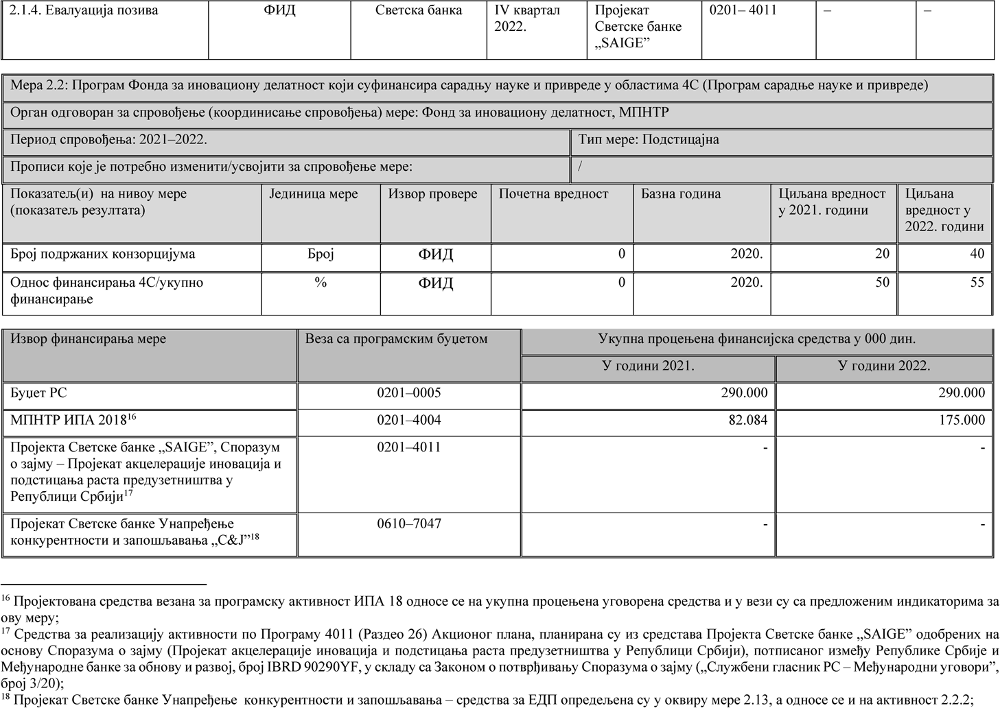 2.1.4. Евалуација позива ФИД Светска банка IV квартал 2022. Пројекат Светске банке „SAIGE” 0201– 4011 – –
Мера 2.2: Програм Фонда за иновациону делатност који суфинансира сарадњу науке и привреде у областима 4С (Програм сарадње науке и привреде)
Орган одговоран за спровођење (координисање спровођења) мере: Фонд за иновациону делатност, МПНТР
Период спровођења: 2021–2022. Тип мере: Подстицајна
Прописи које је потребно изменити/усвојити за спровођење мере: /
Показатељ(и) на нивоу мере (показатељ резултата) Јединица мере Извор провере Почетна вредност Базна година Циљана вредност у 2021. години Циљана вредност у 2022. години
Број подржаних конзорцијума Број ФИД 0 2020. 20 40
Однос финансирања 4С/укупно финансирање % ФИД 0 2020. 50 55
Извор финансирања мере Веза са програмским буџетом Укупна процењена финансијска средства у 000 дин.
У години 2021. У години 2022.
Буџет РС 0201–0005 290.000 290.000
МПНТР ИПА 2018¹⁶ 0201–4004 82.084 175.000
Пројекта Светске банке „SAIGE”, Споразум 0201–4011 - -
о зајму – Пројекат акцелерације иновација и
подстицања раста предузетништва у
Републици Србији¹⁷
Пројекат Светске банке Унапређење 0610–7047 - -
конкурентности и запошљавања „C&J”¹⁸
¹⁶ Пројектована средства везана за програмску активност ИПА 18 односе се на укупна процењена уговорена средства и у вези су са предложеним индикаторима за
ову меру;
¹⁷ Средства за реализацију активности по Програму 4011 (Раздео 26) Акционог плана, планирана су из средстава Пројекта Светске банке „SAIGE” одобрених на
основу Споразума о зајму (Пројекат акцелерације иновација и подстицања раста предузетништва у Републици Србији), потписаног између Републике Србије и
Међународне банке за обнову и развој, број IBRD 90290YF, у складу са Законом о потврђивању Споразума о зајму („Службени гласник РС – Међународни уговори”,
број 3/20);
¹⁸ Пројекат Светске банке Унапређење конкурентности и запошљавања – средства за ЕДП опредељена су у оквиру мере 2.13, а односе се и на активност 2.2.2;